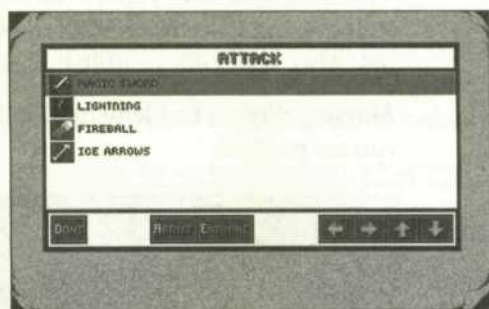 ATTACK
MAGIC SWORD
LIGHTNING
FIREBALL
ICE ARROWS
DONE